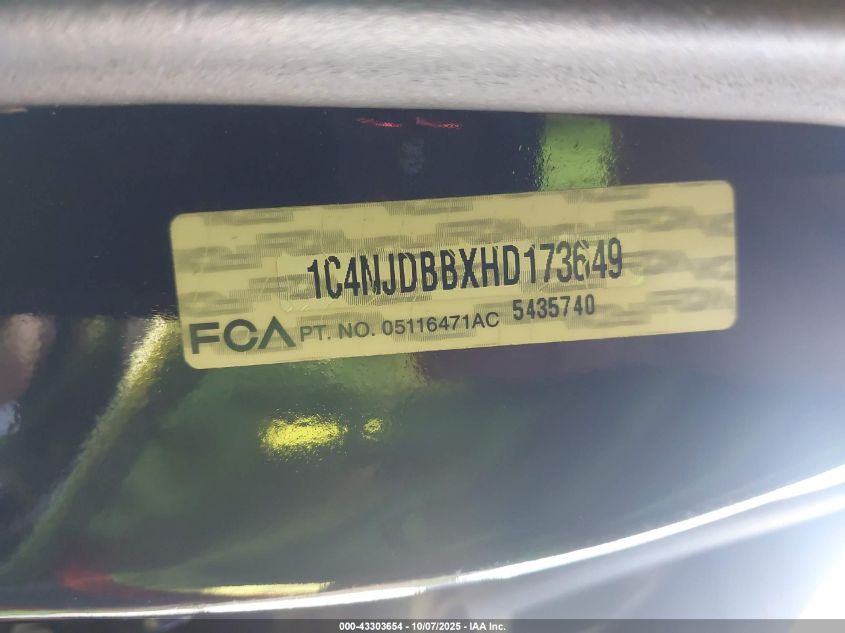 1C4NJDBBXHD173649
FCA PT. NO. 05116471AC 5435740
000-43303654 | 10/07/2025 - IAA Inc.